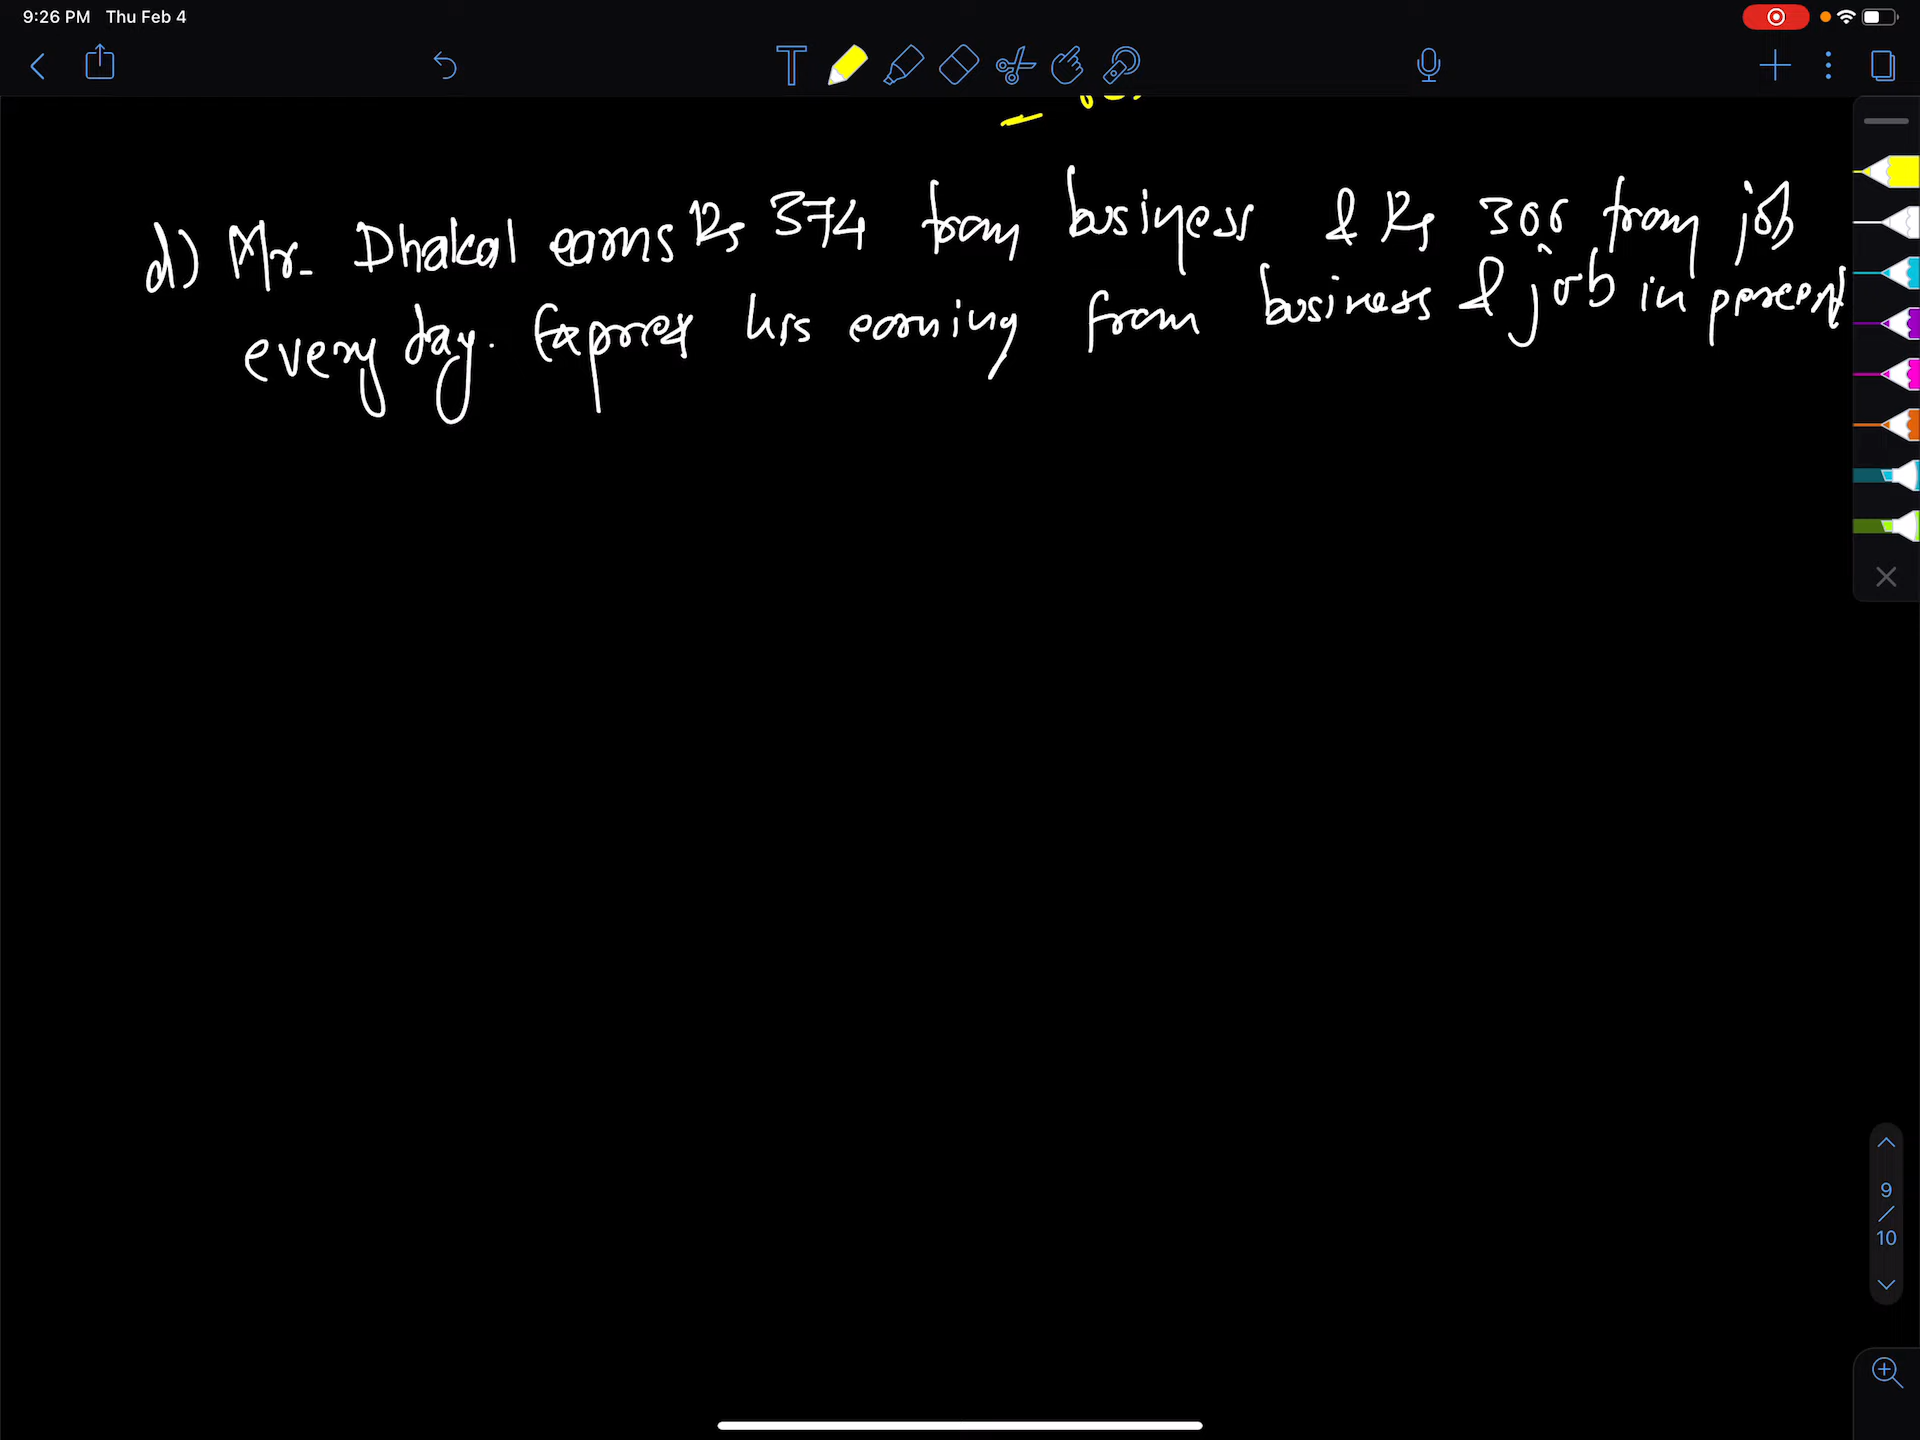 9:26 PM Thu Feb 4
d) Mr. Dhakal earns Rs 374 from business & Rs 306 from job
every day. Express his earning from business & job in percent
9
/
10